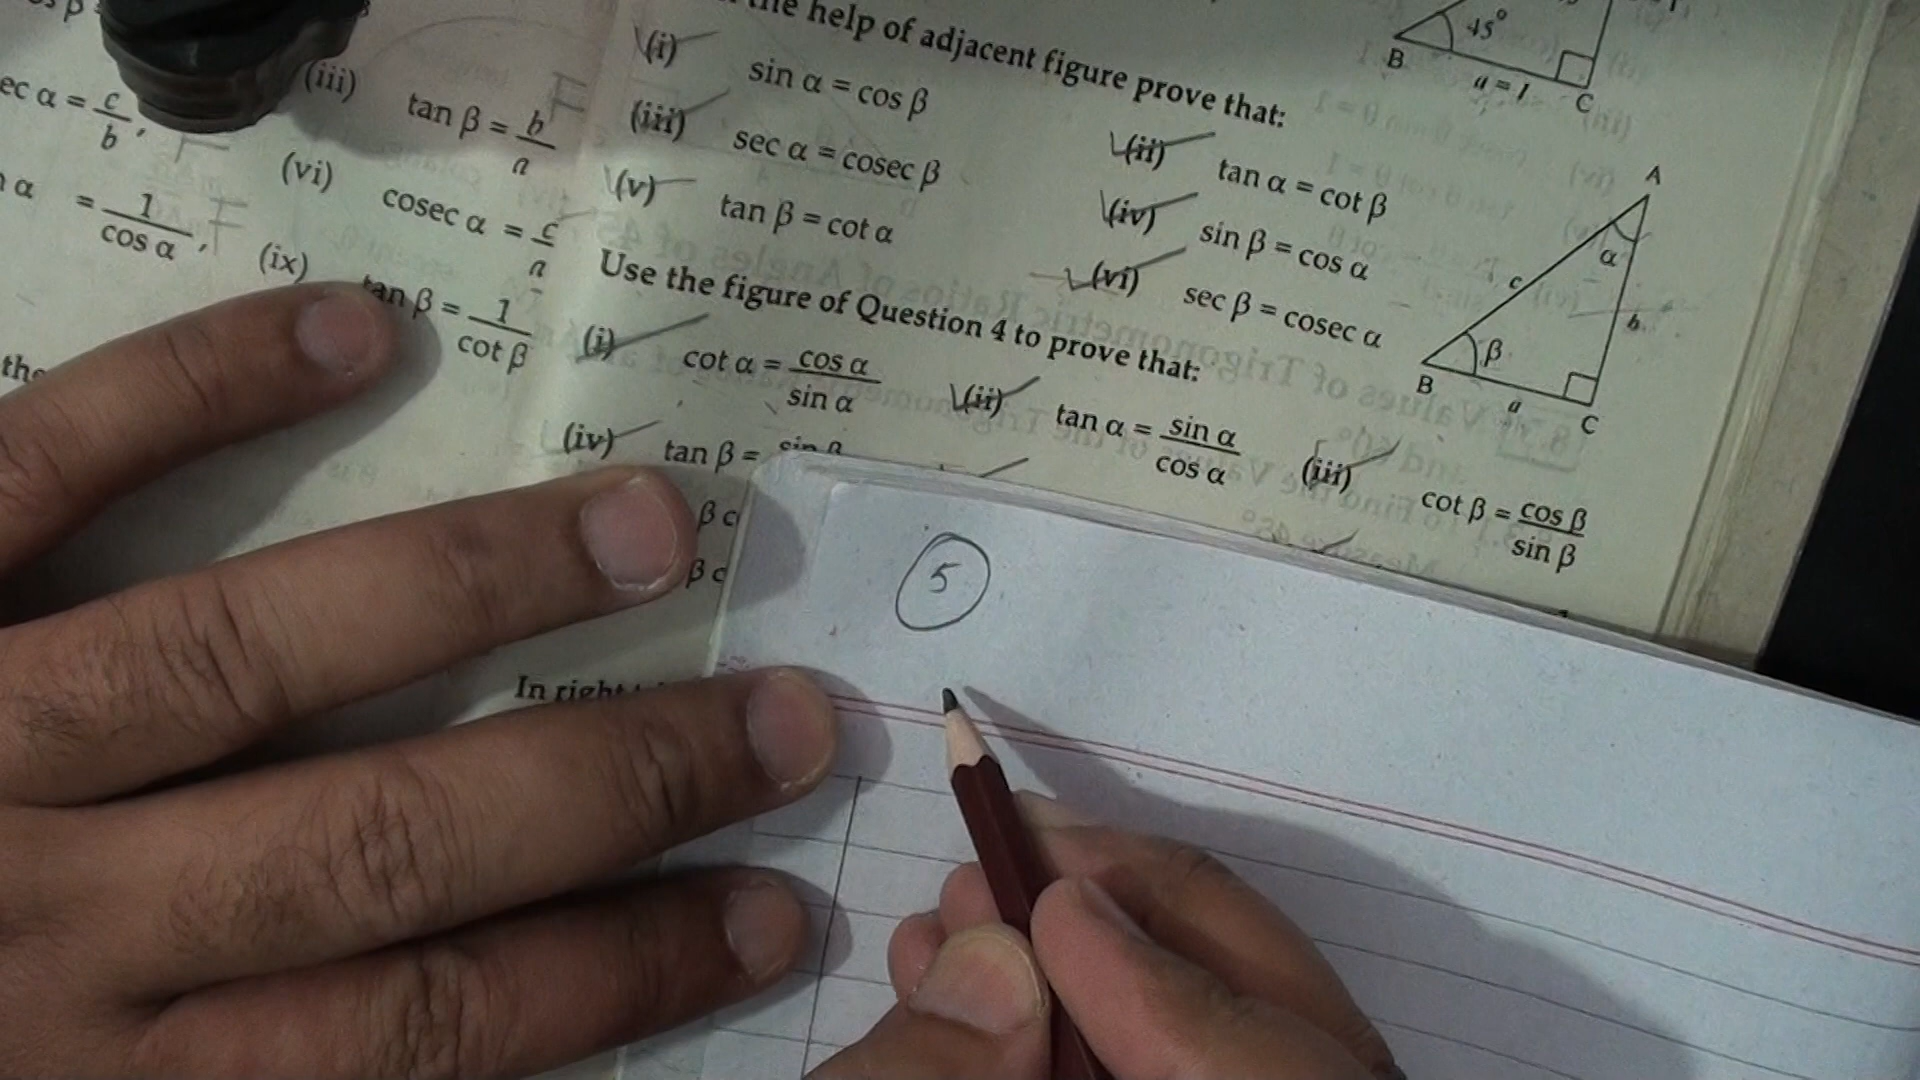 (iii) tan β = b/a
sec α = c/b,
(vi) cosec α = c/a
α = 1/cos α,
(ix) tan β = 1/cot β
the help of adjacent figure prove that:
(i) sin α = cos β
(ii) tan α = cot β
(iii) sec α = cosec β
(iv) sin β = cos α
(v) tan β = cot α
(vi) sec β = cosec α
Use the figure of Question 4 to prove that:
(i) cot α = cos α/sin α
(ii) tan α = sin α/cos α
(iii) cot β = cos β/sin β
(iv) tan β = sin β
β c
β c
In right
45°
B
a = 1
C
A
α
c
b
β
B
a
C
5